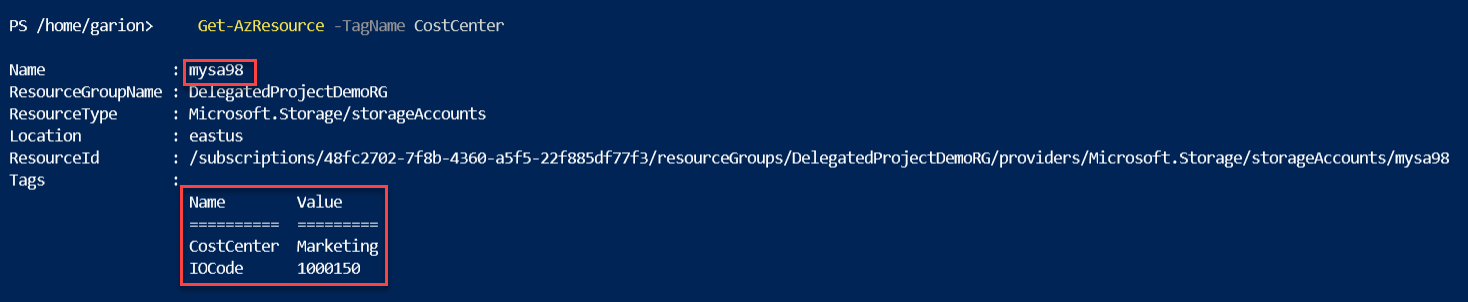 PS /home/garion> Get-AzResource -TagName CostCenter
Name : mysa98
ResourceGroupName : DelegatedProjectDemoRG
ResourceType : Microsoft.Storage/storageAccounts
Location : eastus
ResourceId : /subscriptions/48fc2702-7f8b-4360-a5f5-22f885df77f3/resourceGroups/DelegatedProjectDemoRG/providers/Microsoft.Storage/storageAccounts/mysa98
Tags :
Name Value
========== =========
CostCenter Marketing
IOCode 1000150